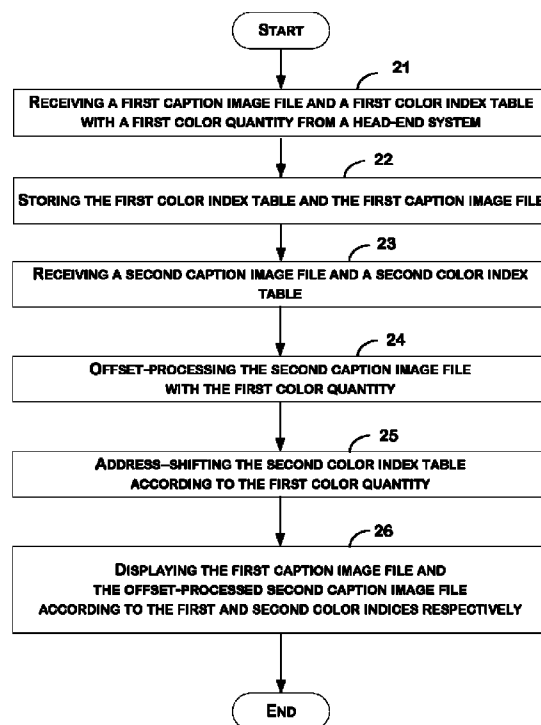 START
21
RECEIVING A FIRST CAPTION IMAGE FILE AND A FIRST COLOR INDEX TABLE
WITH A FIRST COLOR QUANTITY FROM A HEAD-END SYSTEM
22
STORING THE FIRST COLOR INDEX TABLE AND THE FIRST CAPTION IMAGE FILE
23
RECEIVING A SECOND CAPTION IMAGE FILE AND A SECOND COLOR INDEX
TABLE
24
OFFSET-PROCESSING THE SECOND CAPTION IMAGE FILE
WITH THE FIRST COLOR QUANTITY
25
ADDRESS–SHIFTING THE SECOND COLOR INDEX TABLE
ACCORDING TO THE FIRST COLOR QUANTITY
26
DISPLAYING THE FIRST CAPTION IMAGE FILE AND
THE OFFSET-PROCESSED SECOND CAPTION IMAGE FILE
ACCORDING TO THE FIRST AND SECOND COLOR INDICES RESPECTIVELY
END